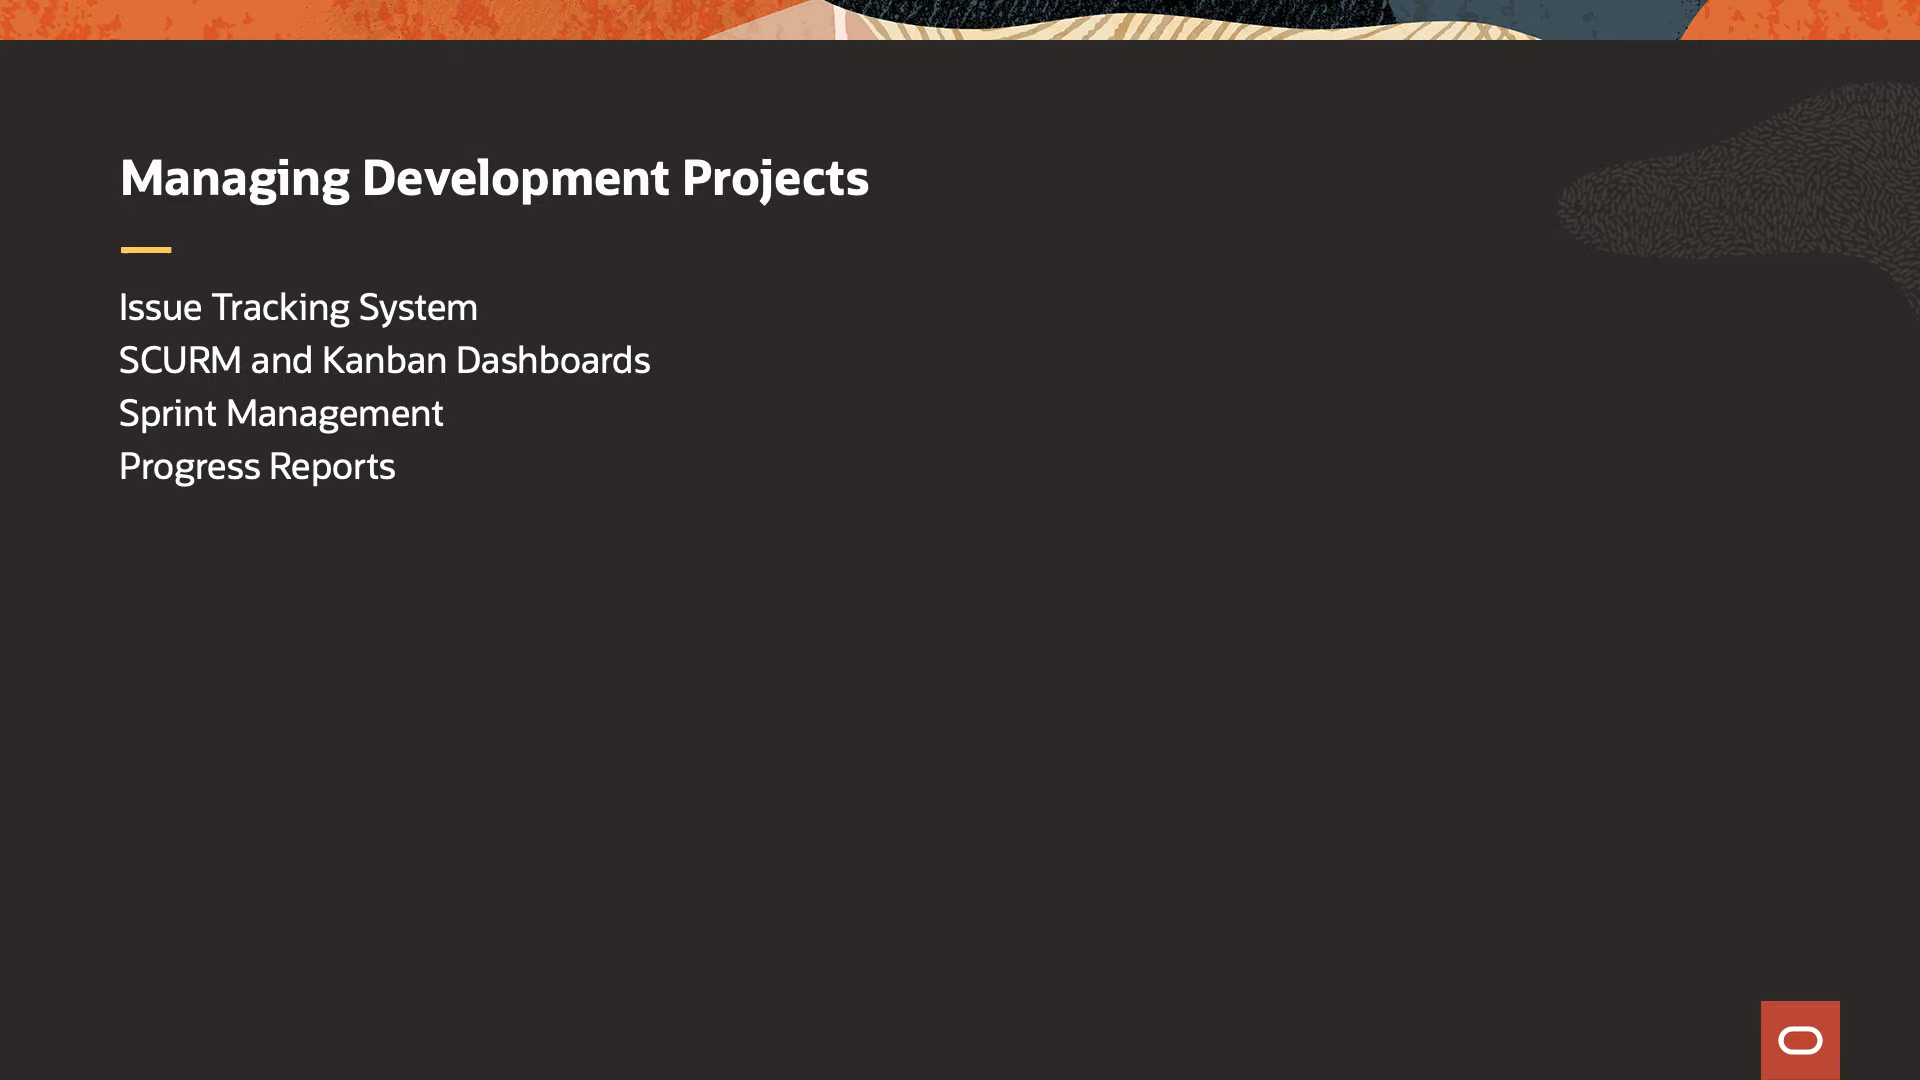 Managing Development Projects
Issue Tracking System
SCURM and Kanban Dashboards
Sprint Management
Progress Reports